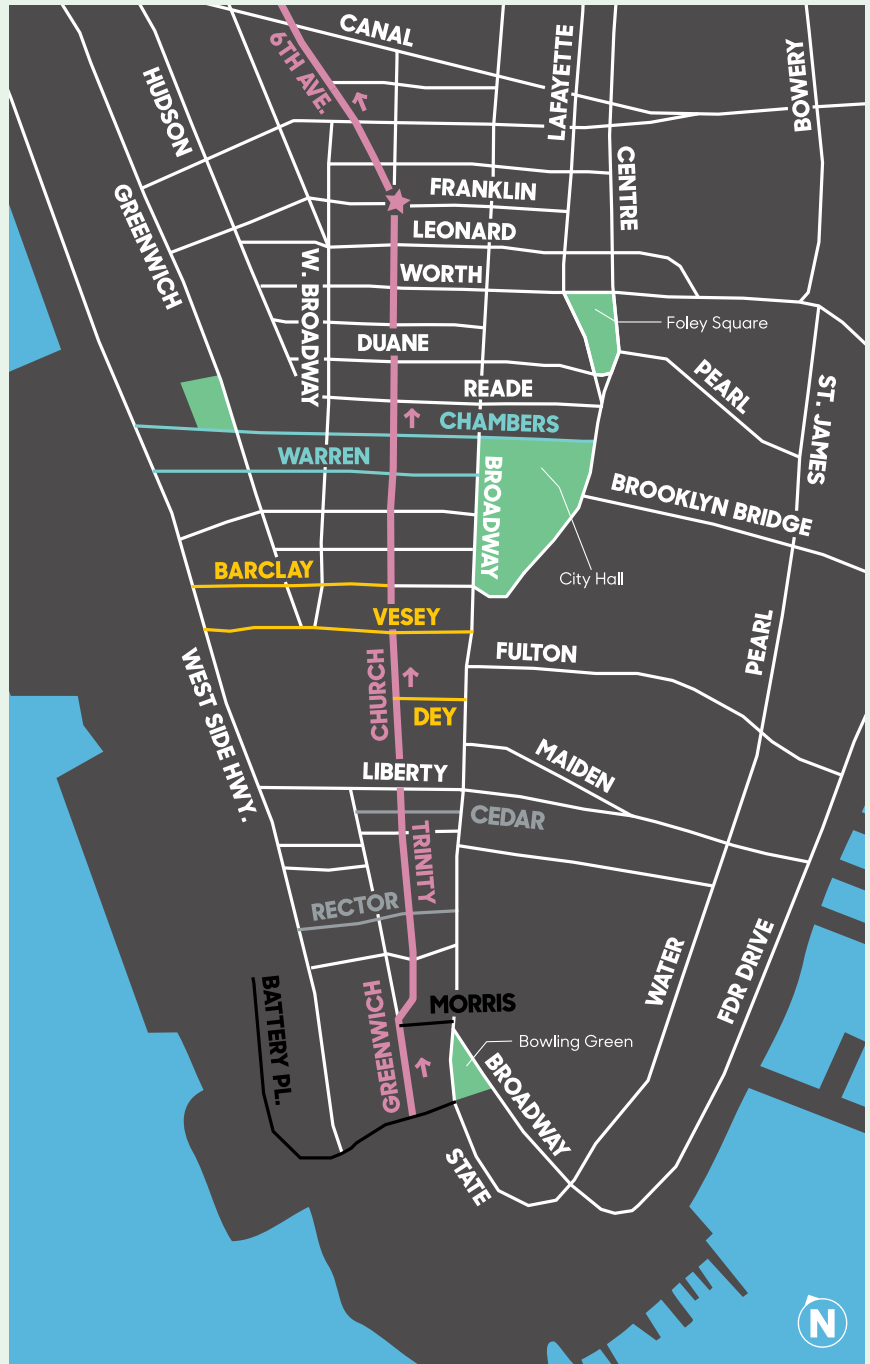 CANAL
6TH AVE.
LAFAYETTE
BOWERY
HUDSON
CENTRE
GREENWICH
FRANKLIN
LEONARD
W. BROADWAY
WORTH
Foley Square
DUANE
PEARL
READE
ST. JAMES
CHAMBERS
WARREN
BROADWAY
BROOKLYN BRIDGE
BARCLAY
City Hall
VESEY
PEARL
FULTON
CHURCH
WEST SIDE HWY.
DEY
MAIDEN
LIBERTY
CEDAR
TRINITY
RECTOR
WATER
FDR DRIVE
BATTERY PL.
GREENWICH
MORRIS
Bowling Green
BROADWAY
STATE
N